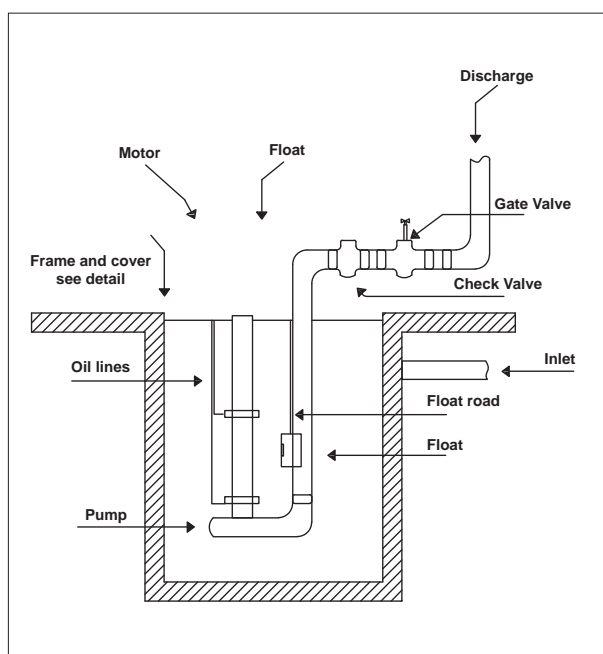 Discharge
Motor
Float
Gate Valve
Frame and cover
see detail
Check Valve
Oil lines
Inlet
Float road
Float
Pump